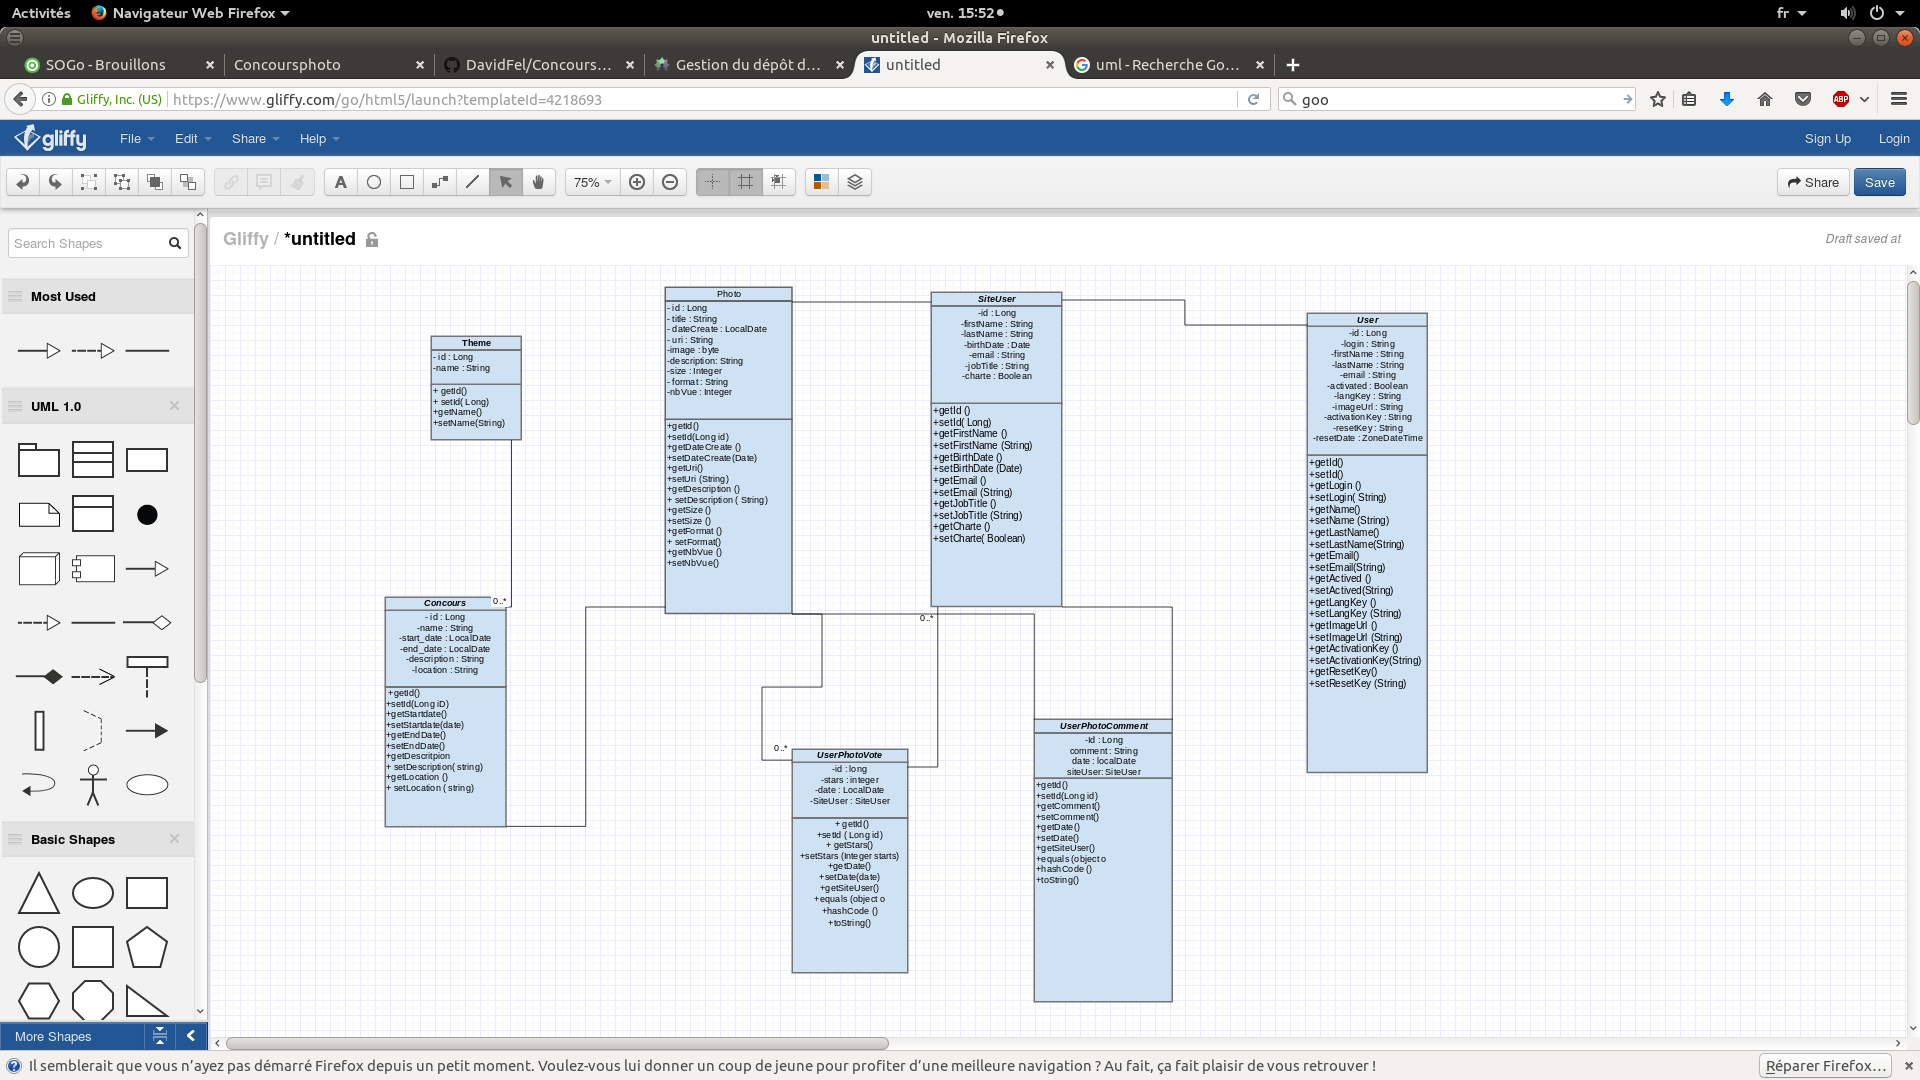 Activités
Navigateur Web Firefox
ven. 15:52
fr
untitled - Mozilla Firefox
SOGo - Brouillons
Concoursphoto
DavidFel/Concours…
Gestion du dépôt d…
untitled
uml - Recherche Go…
Gliffy, Inc. (US)
https://www.gliffy.com/go/html5/launch?templateId=4218693
goo
ABP
gliffy
File
Edit
Share
Help
Sign Up
Login
A
75%
Share
Save
Search Shapes
Gliffy / *untitled
Draft saved at
Most Used
UML 1.0
Basic Shapes
More Shapes
Theme
- id : Long
-name : String
+ getId()
+ setId( Long)
+getName()
+setName(String)
Photo
- id : Long
- title : String
- dateCreate : LocalDate
- uri : String
-image : byte
-description: String
-size : Integer
- format : String
-nbVue : Integer
+getId()
+setId(Long id)
+getDateCreate ()
+setDateCreate(Date)
+getUri()
+setUri (String)
+getDescription ()
+ setDescription ( String)
+getSize ()
+setSize ()
+getFormat ()
+ setFormat()
+getNbVue ()
+setNbVue()
SiteUser
-id : Long
-firstName : String
-lastName : String
-birthDate : Date
-email : String
-jobTitle : String
-charte : Boolean
+getId ()
+setId( Long)
+getFirstName ()
+setFirstName (String)
+getBirthDate ()
+setBirthDate (Date)
+getEmail ()
+setEmail (String)
+getJobTitle ()
+setJobTitle (String)
+getCharte ()
+setCharte( Boolean)
User
-id : Long
-login : String
-firstName : String
-lastName : String
-email : String
-activated : Boolean
-langKey : String
-imageUrl : String
-activationKey : String
-resetKey : String
-resetDate : ZoneDateTime
+getId()
+setId()
+getLogin ()
+setLogin( String)
+getName()
+setName (String)
+getLastName()
+setLastName(String)
+getEmail()
+setEmail(String)
+getActived ()
+setActived(String)
+getLangKey ()
+setLangKey (String)
+getImageUrl ()
+setImageUrl (String)
+getActivationKey ()
+setActivationKey(String)
+getResetKey()
+setResetKey (String)
0..*
Concours
- id : Long
-name : String
-start_date : LocalDate
-end_date : LocalDate
-description : String
-location : String
+getId()
+setId(Long iD)
+getStartdate()
+setStartdate(date)
+getEndDate()
+setEndDate()
+getDescritpion
+ setDescription( string)
+getLocation ()
+ setLocation ( string)
0..*
0..*
UserPhotoVote
-id : long
-stars : integer
-date : LocalDate
-SiteUser : SiteUser
+ getId()
+setId ( Long id)
+ getStars()
+setStars (Integer starts)
+getDate()
+setDate(date)
+getSiteUser()
+equals (object o
+hashCode ()
+toString()
UserPhotoComment
-Id : Long
comment : String
date : localDate
siteUser: SiteUser
+getId()
+setId(Long id)
+getComment()
+setComment()
+getDate()
+setDate()
+getSiteUser()
+equals (object o
+hashCode ()
+toString()
Il semblerait que vous n’ayez pas démarré Firefox depuis un petit moment. Voulez-vous lui donner un coup de jeune pour profiter d’une meilleure navigation ? Au fait, ça fait plaisir de vous retrouver !
Réparer Firefox…